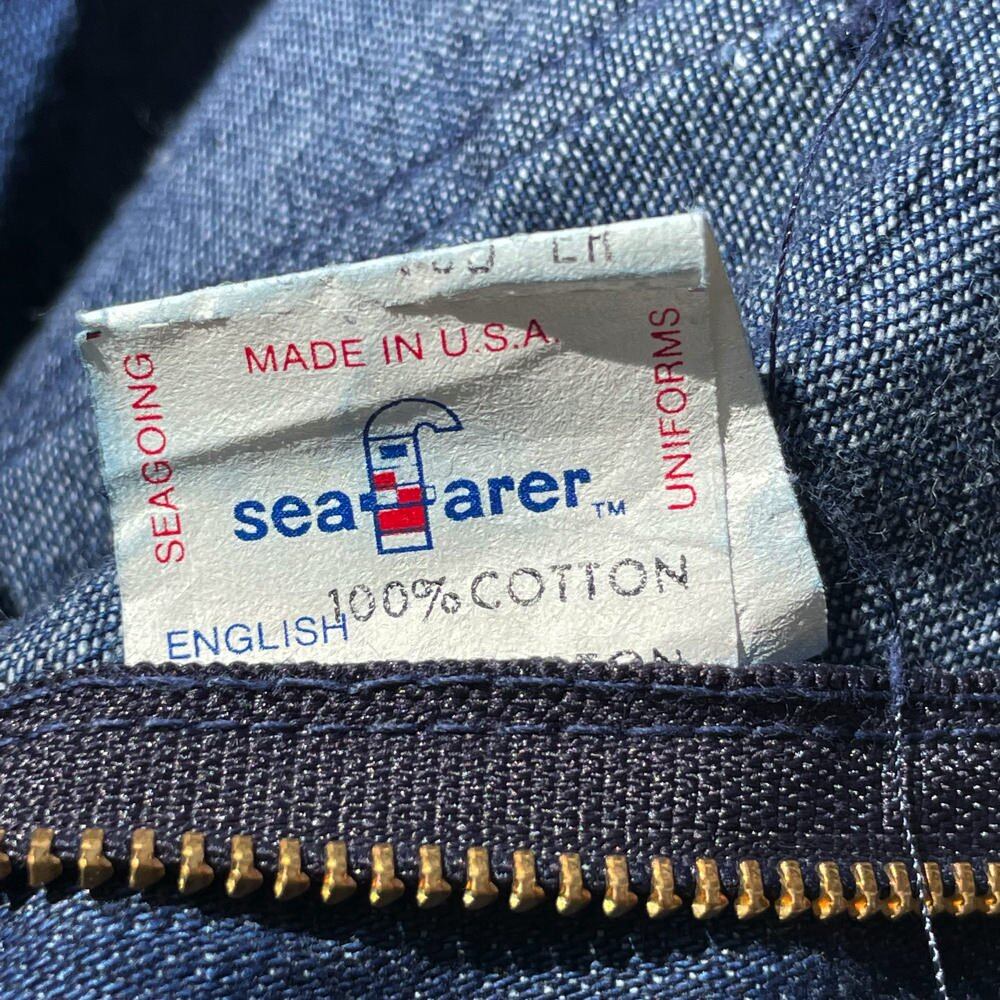 MADE IN U.S.A.
SEAGOING
UNIFORMS
seafarer™
100% COTTON
ENGLISH